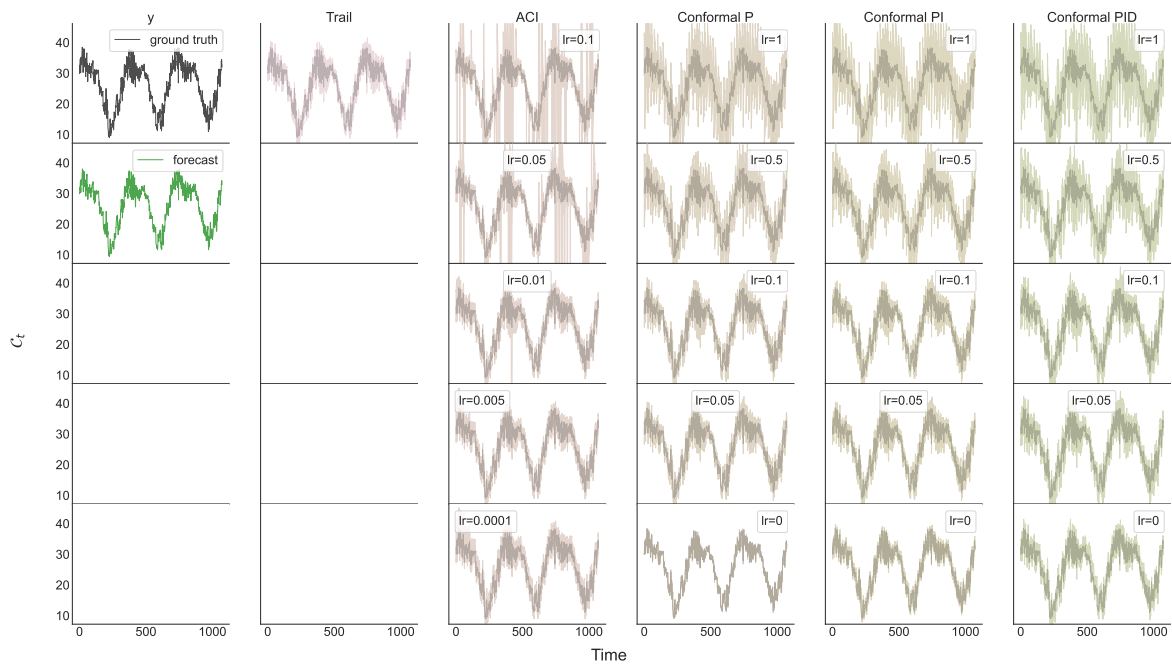 y Trail ACI Conformal P Conformal PI Conformal PID
40 30 20 10 ground truth lr=0.1 lr=1 lr=1 lr=1
40 30 20 10 forecast lr=0.05 lr=0.5 lr=0.5 lr=0.5
40 30 20 10 lr=0.01 lr=0.1 lr=0.1 lr=0.1
𝒞t
40 30 20 10 lr=0.005 lr=0.05 lr=0.05 lr=0.05
40 30 20 10 lr=0.0001 lr=0 lr=0 lr=0
0 500 1000 0 500 1000 0 500 1000 0 500 1000 0 500 1000 0 500 1000
Time